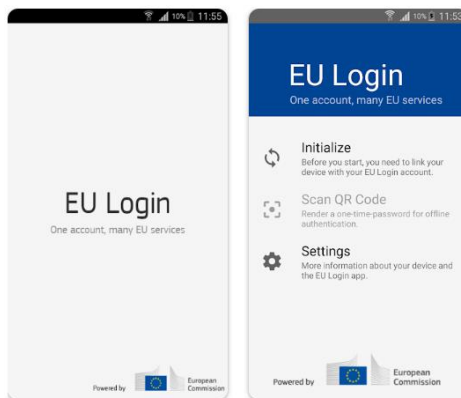 10% 11:55
EU Login
One account, many EU services
Powered by
European
Commission
10% 11:53
EU Login
One account, many EU services
Initialize
Before you start, you need to link your
device with your EU Login account.
Scan QR Code
Render a one-time-password for offline
authentication.
Settings
More information about your device and
the EU Login app.
Powered by
European
Commission